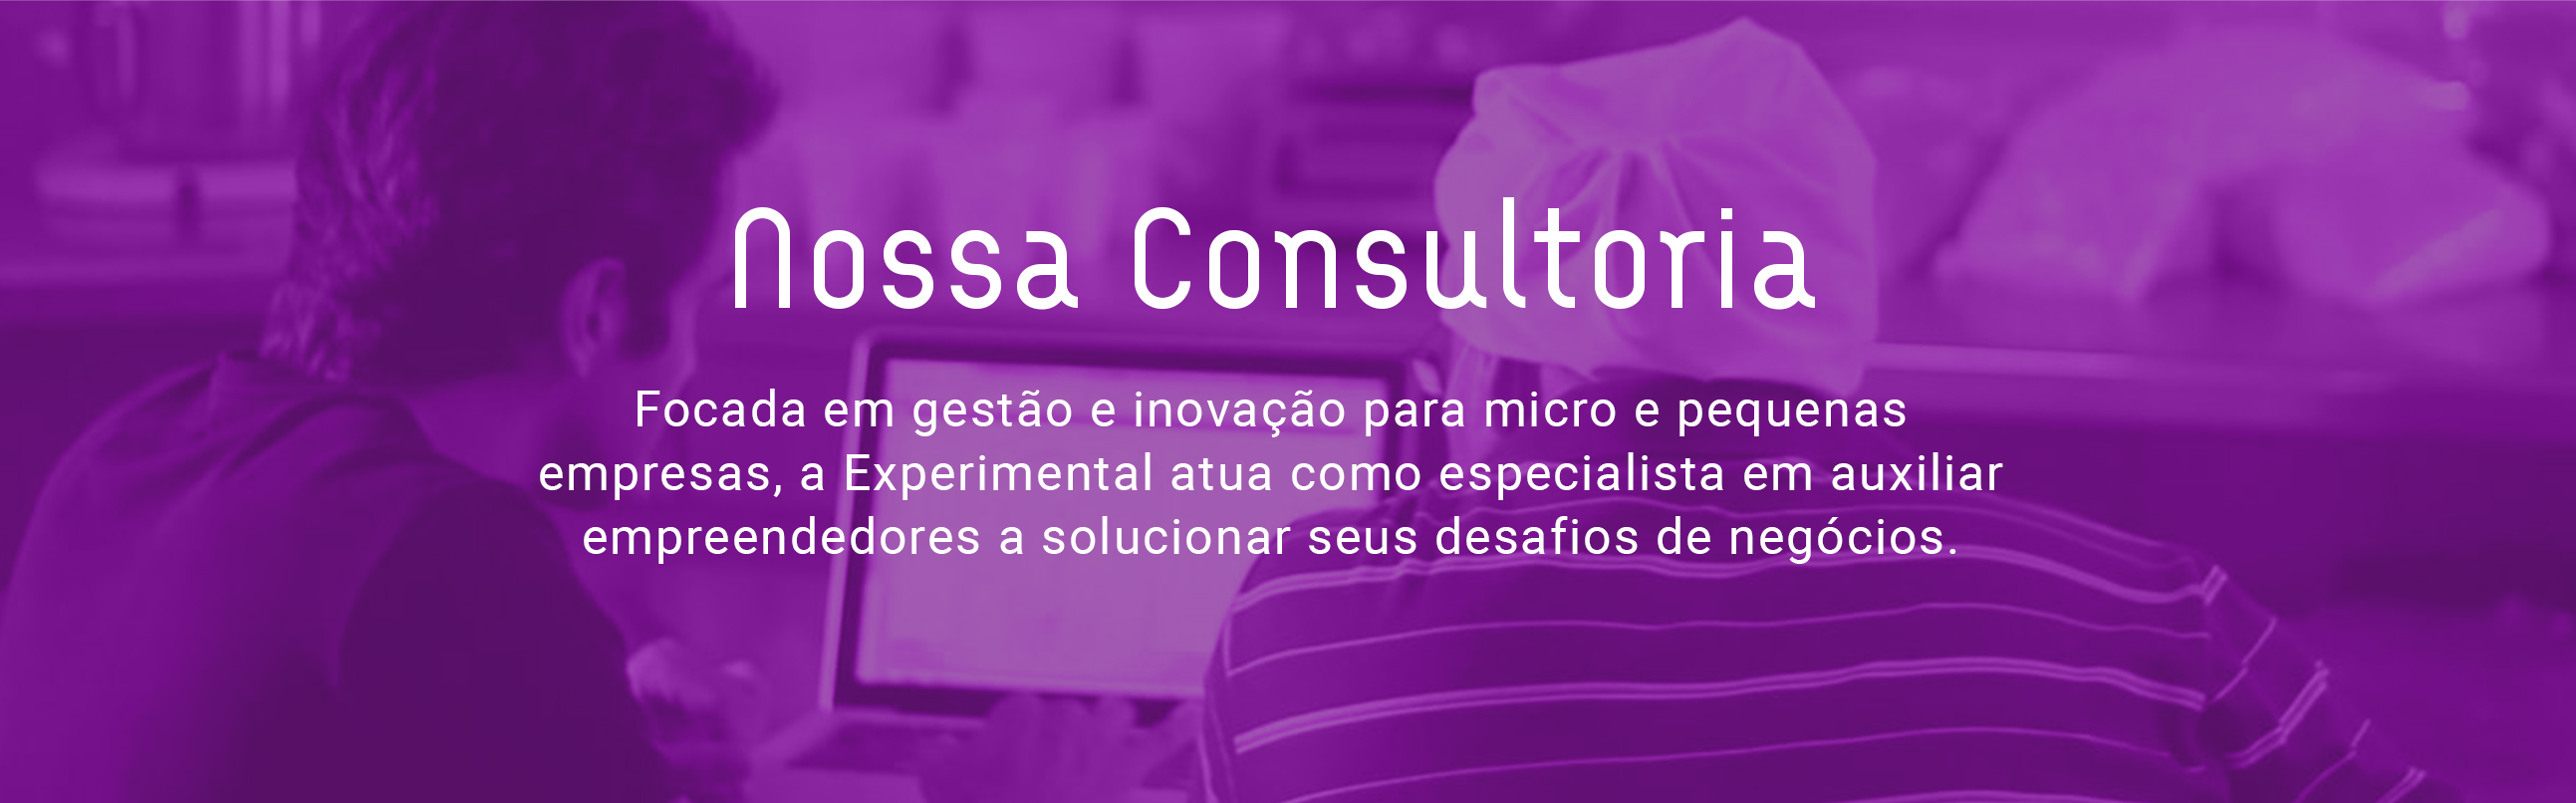 Nossa Consultoria
Focada em gestão e inovação para micro e pequenas
empresas, a Experimental atua como especialista em auxiliar
empreendedores a solucionar seus desafios de negócios.